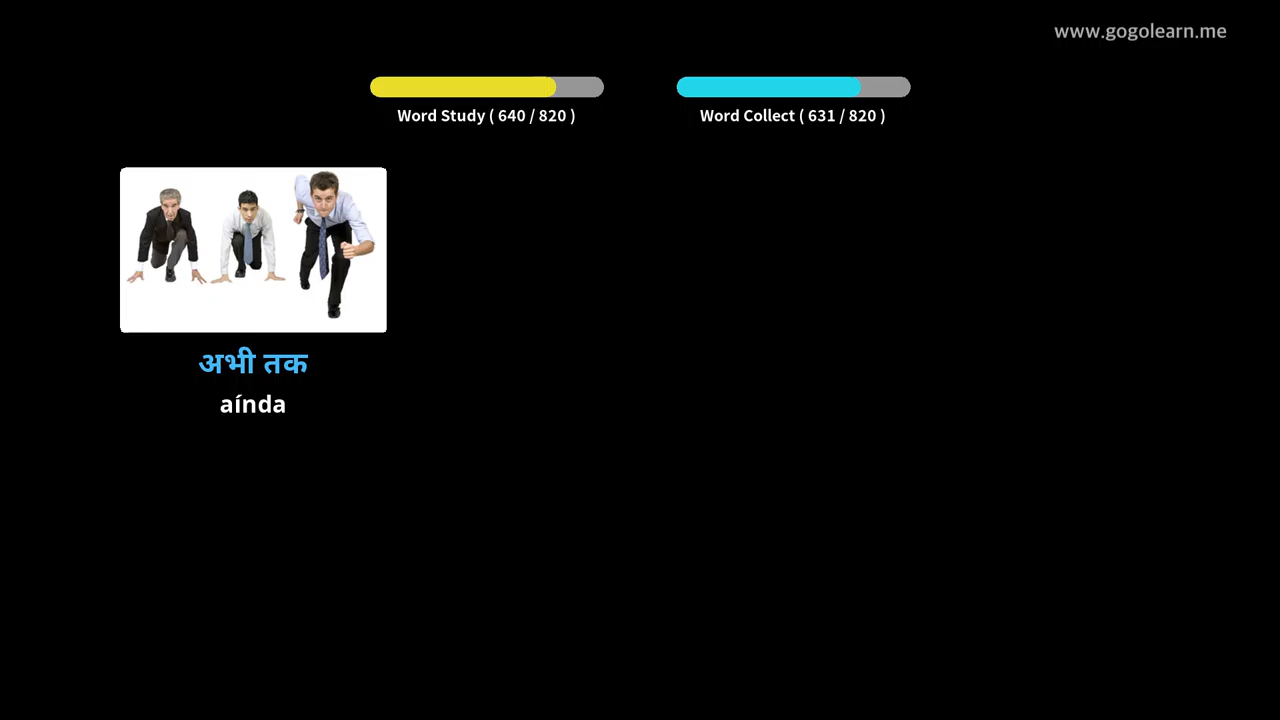 www.gogolearn.me
Word Study ( 640 / 820 )
Word Collect ( 631 / 820 )
अभी तक
aínda